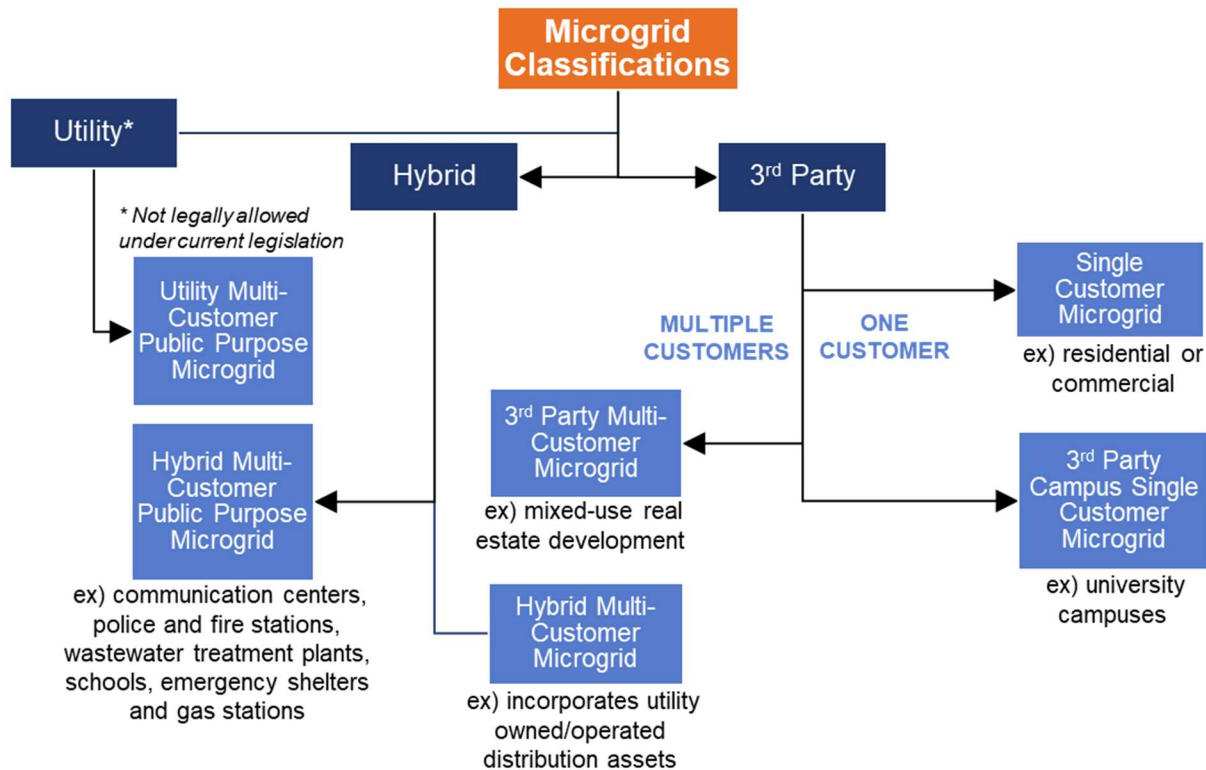 Microgrid
Classifications
Utility*
Hybrid
3rd Party
* Not legally allowed
under current legislation
Utility Multi-
Customer
Public Purpose
Microgrid
Hybrid Multi-
Customer
Public Purpose
Microgrid
ex) communication centers,
police and fire stations,
wastewater treatment plants,
schools, emergency shelters
and gas stations
MULTIPLE
CUSTOMERS
ONE
CUSTOMER
3rd Party Multi-
Customer
Microgrid
ex) mixed-use real
estate development
Hybrid Multi-
Customer
Microgrid
ex) incorporates utility
owned/operated
distribution assets
Single
Customer
Microgrid
ex) residential or
commercial
3rd Party
Campus Single
Customer
Microgrid
ex) university
campuses